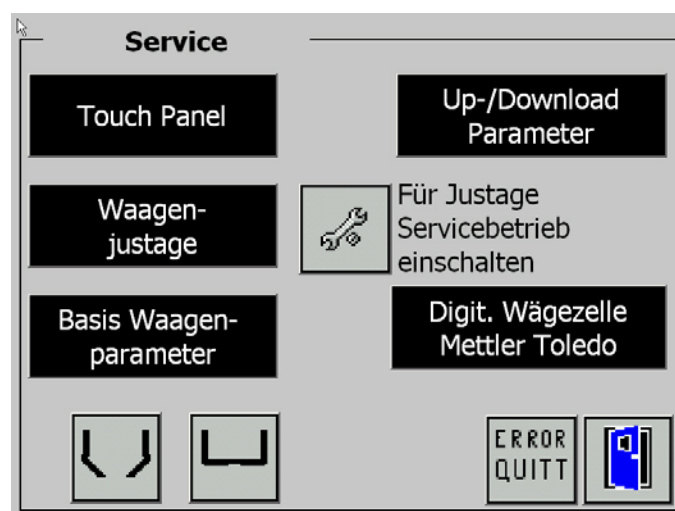 Service
Touch Panel
Up-/Download
Parameter
Waagen-
justage
Für Justage
Servicebetrieb
einschalten
Basis Waagen-
parameter
Digit. Wägezelle
Mettler Toledo
ERROR
QUITT